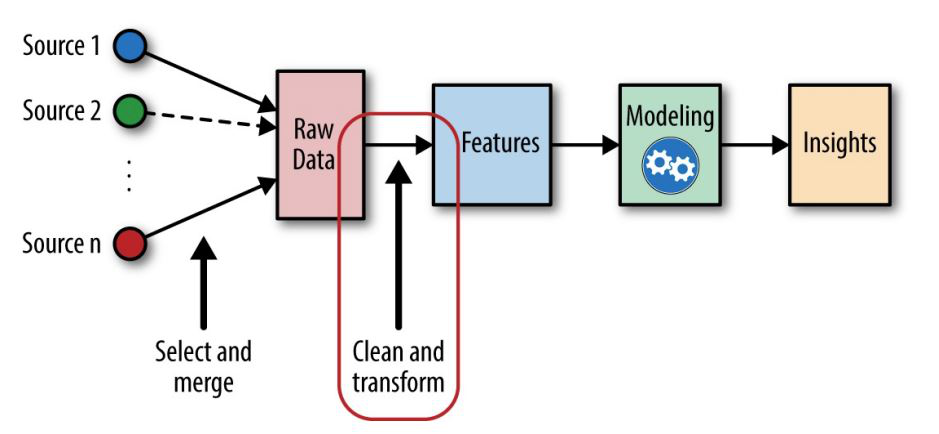 Source 1
Source 2
Source n
Raw
Data
Features
Modeling
Insights
Select and
merge
Clean and
transform